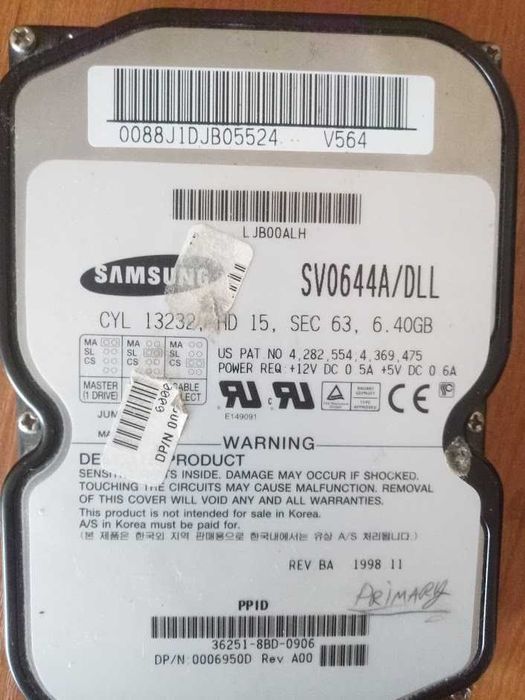 0088J1DJB05524 V564
LJB00ALH
SAMSUNG SV0644A/DLL
CYL 13232, HD 15, SEC 63, 6.40GB
MA MA MA
SL SL SL
CS CS CS
US PAT NO 4,282,554,4,369,475
POWER REQ +12V DC 0 5A +5V DC 0 6A
MASTER
(1 DRIVE)
E149091
CE
DP/N
WARNING
PRODUCT
INSIDE. DAMAGE MAY OCCUR IF SHOCKED.
TOUCHING THE CIRCUITS MAY CAUSE MALFUNCTION. REMOVAL
OF THIS COVER WILL VOID ANY AND ALL WARRANTIES.
This product is not intended for sale in Korea.
A/S in Korea must be paid for.
(본 제품은 한국외 지역 판매용으로 한국내에서는 유상 A/S 처리됩니다.)
REV BA 1998 11
PRIMARY
PPID
36251-8BD-0906
DP/N 0006950D Rev A00